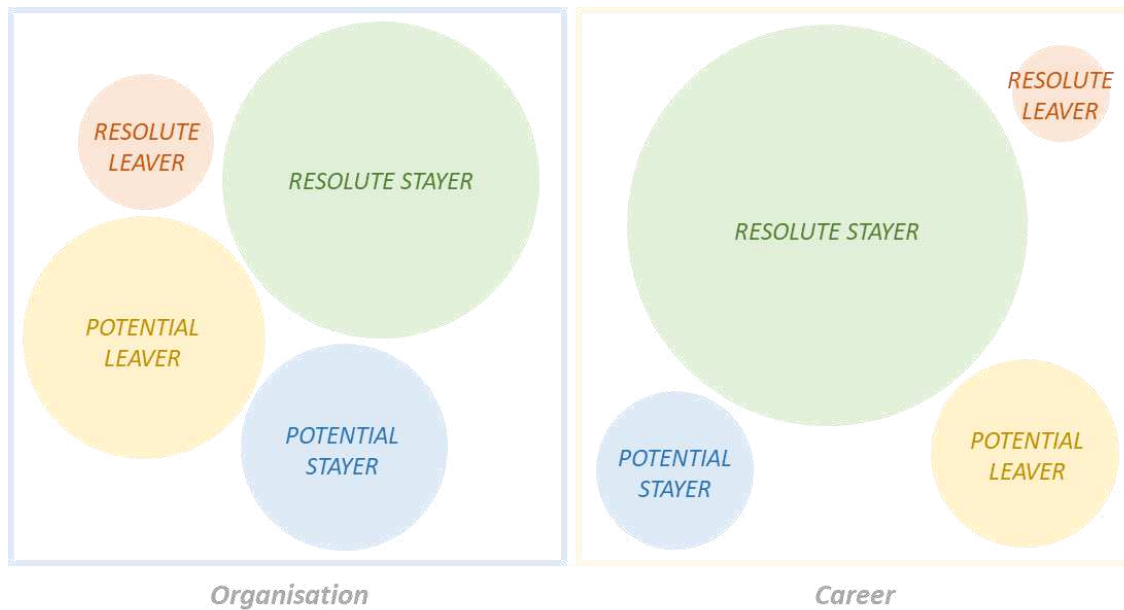 RESOLUTE
LEAVER
RESOLUTE STAYER
POTENTIAL
LEAVER
POTENTIAL
STAYER
Organisation
RESOLUTE
LEAVER
RESOLUTE STAYER
POTENTIAL
STAYER
POTENTIAL
LEAVER
Career